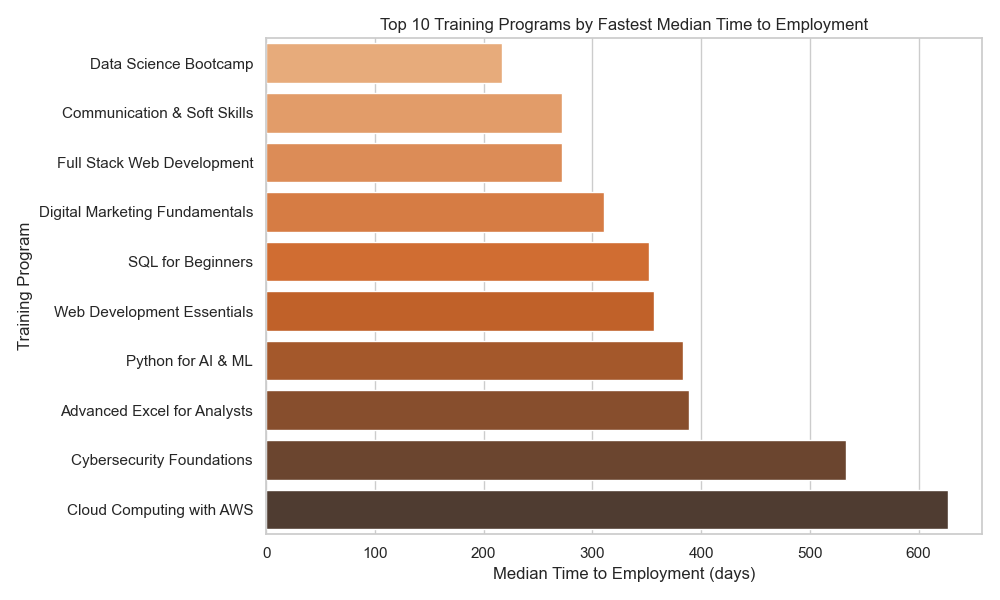 Top 10 Training Programs by Fastest Median Time to Employment
Training Program
Data Science Bootcamp
Communication & Soft Skills
Full Stack Web Development
Digital Marketing Fundamentals
SQL for Beginners
Web Development Essentials
Python for AI & ML
Advanced Excel for Analysts
Cybersecurity Foundations
Cloud Computing with AWS
0 100 200 300 400 500 600
Median Time to Employment (days)